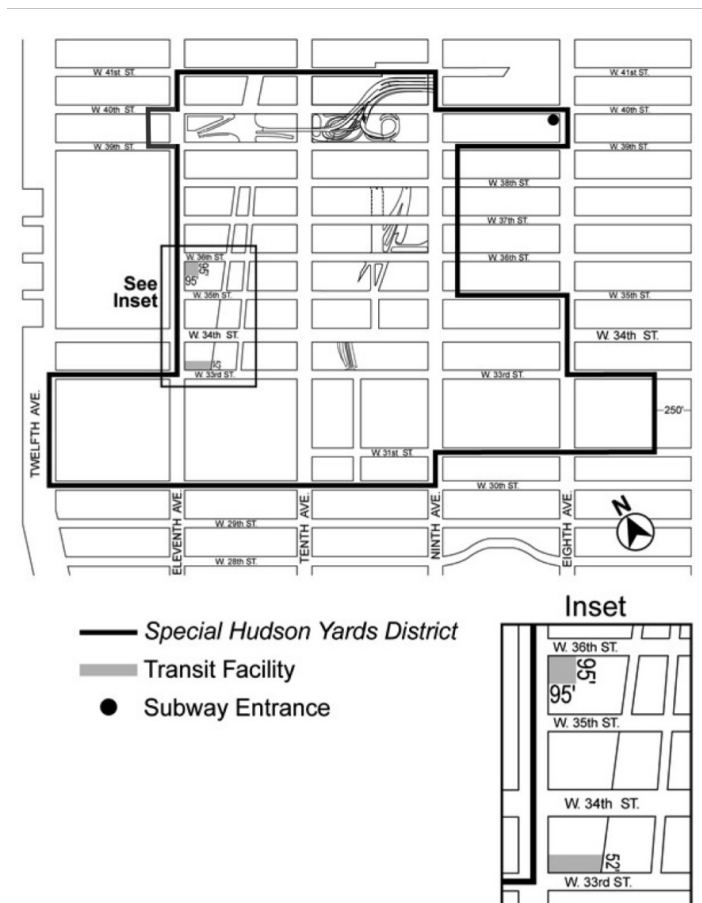 W. 41st ST.
W. 41st ST.
W. 40th ST.
W. 40th ST.
W. 39th ST.
W. 39th ST.
W. 38th ST.
W. 37th ST.
W. 36th ST.
W. 36th ST.
95'
95'
See
Inset
W. 35th ST.
W. 35th ST.
W. 34th ST.
W. 34th ST.
52'
W. 33rd ST.
W. 33rd ST.
250'
TWELFTH AVE.
W. 31st ST.
W. 30th ST.
ELEVENTH AVE.
TENTH AVE.
NINTH AVE.
EIGHTH AVE.
N
W. 29th ST.
W. 28th ST.
Special Hudson Yards District
Transit Facility
Subway Entrance
Inset
W. 36th ST.
95'
95'
W. 35th ST.
W. 34th ST.
52'
W. 33rd ST.